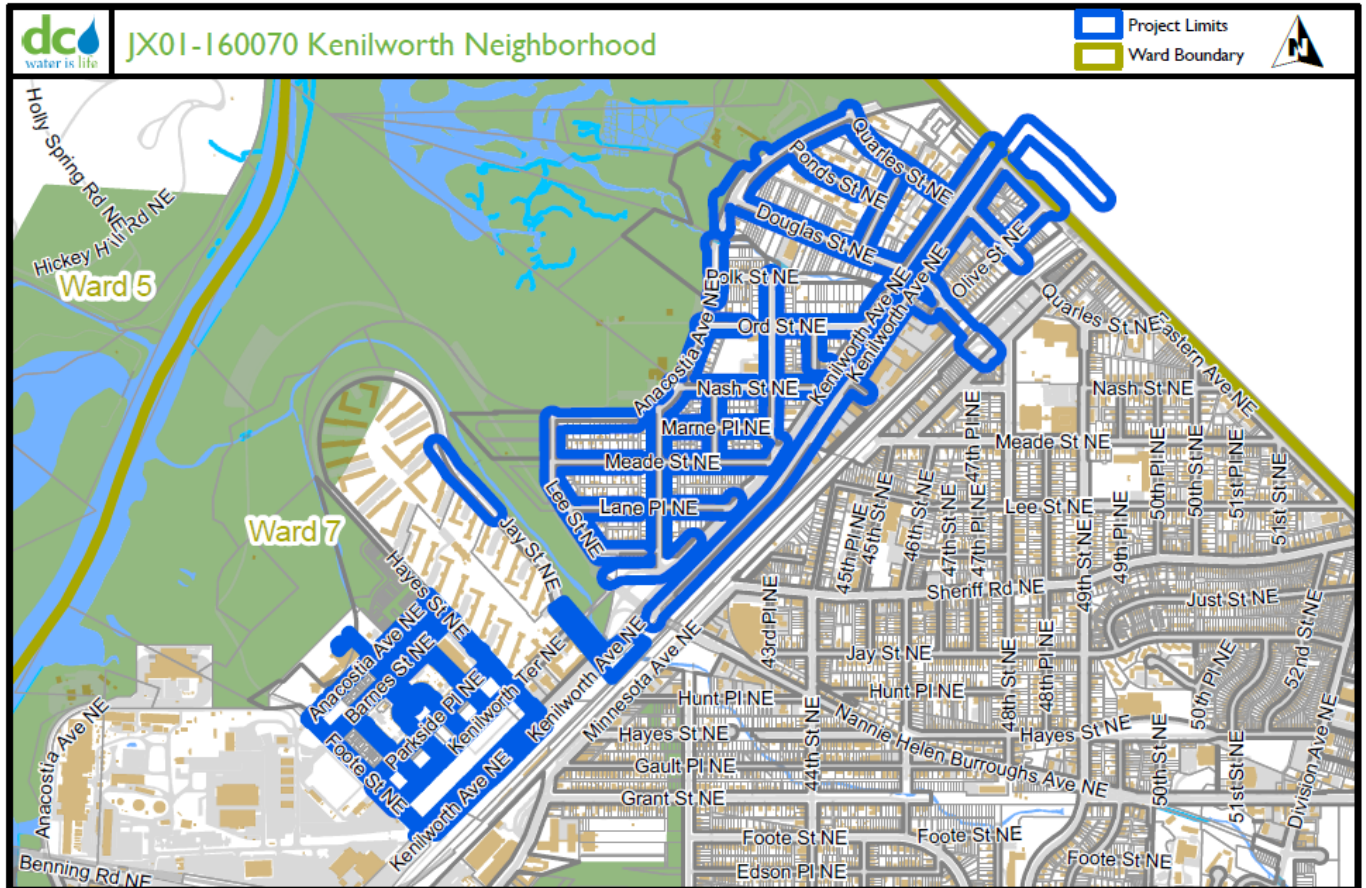 dc
water is life
JX01-160070 Kenilworth Neighborhood
Project Limits
Ward Boundary
N
Holly Spring Rd NE
Hickey Hill Rd NE
Ward 5
Quarles St NE
Ponds St NE
Douglas St NE
Polk St NE
Olive St NE
Ord St NE
Anacostia Ave NE
Kenilworth Ave NE
Kenilworth Ave NE
Quarles St NE
Eastern Ave NE
Nash St NE
Nash St NE
Marne Pl NE
Meade St NE
Meade St NE
Lee St NE
Lane Pl NE
47th Pl NE
45th Pl NE
45th St NE
46th St NE
47th St NE
47th Pl NE
Lee St NE
49th St NE
49th Pl NE
50th Pl NE
50th St NE
51st Pl NE
51st St NE
Ward 7
Jay St NE
Hayes St NE
Sheriff Rd NE
Just St NE
43rd Pl NE
Anacostia Ave NE
Barnes St NE
Parkside Pl NE
Kenilworth Ter NE
Kenilworth Ave NE
Minnesota Ave NE
Foote St NE
Kenilworth Ave NE
Jay St NE
48th St NE
48th Pl NE
50th Pl NE
52nd St NE
Hunt Pl NE
Hunt Pl NE
Hayes St NE
Nannie Helen Burroughs Ave NE
Hayes St NE
Gault Pl NE
44th St NE
Grant St NE
50th St NE
51st St NE
Division Ave NE
Anacostia Ave NE
Foote St NE
Foote St NE
Foote St NE
Benning Rd NE
Edson Pl NE